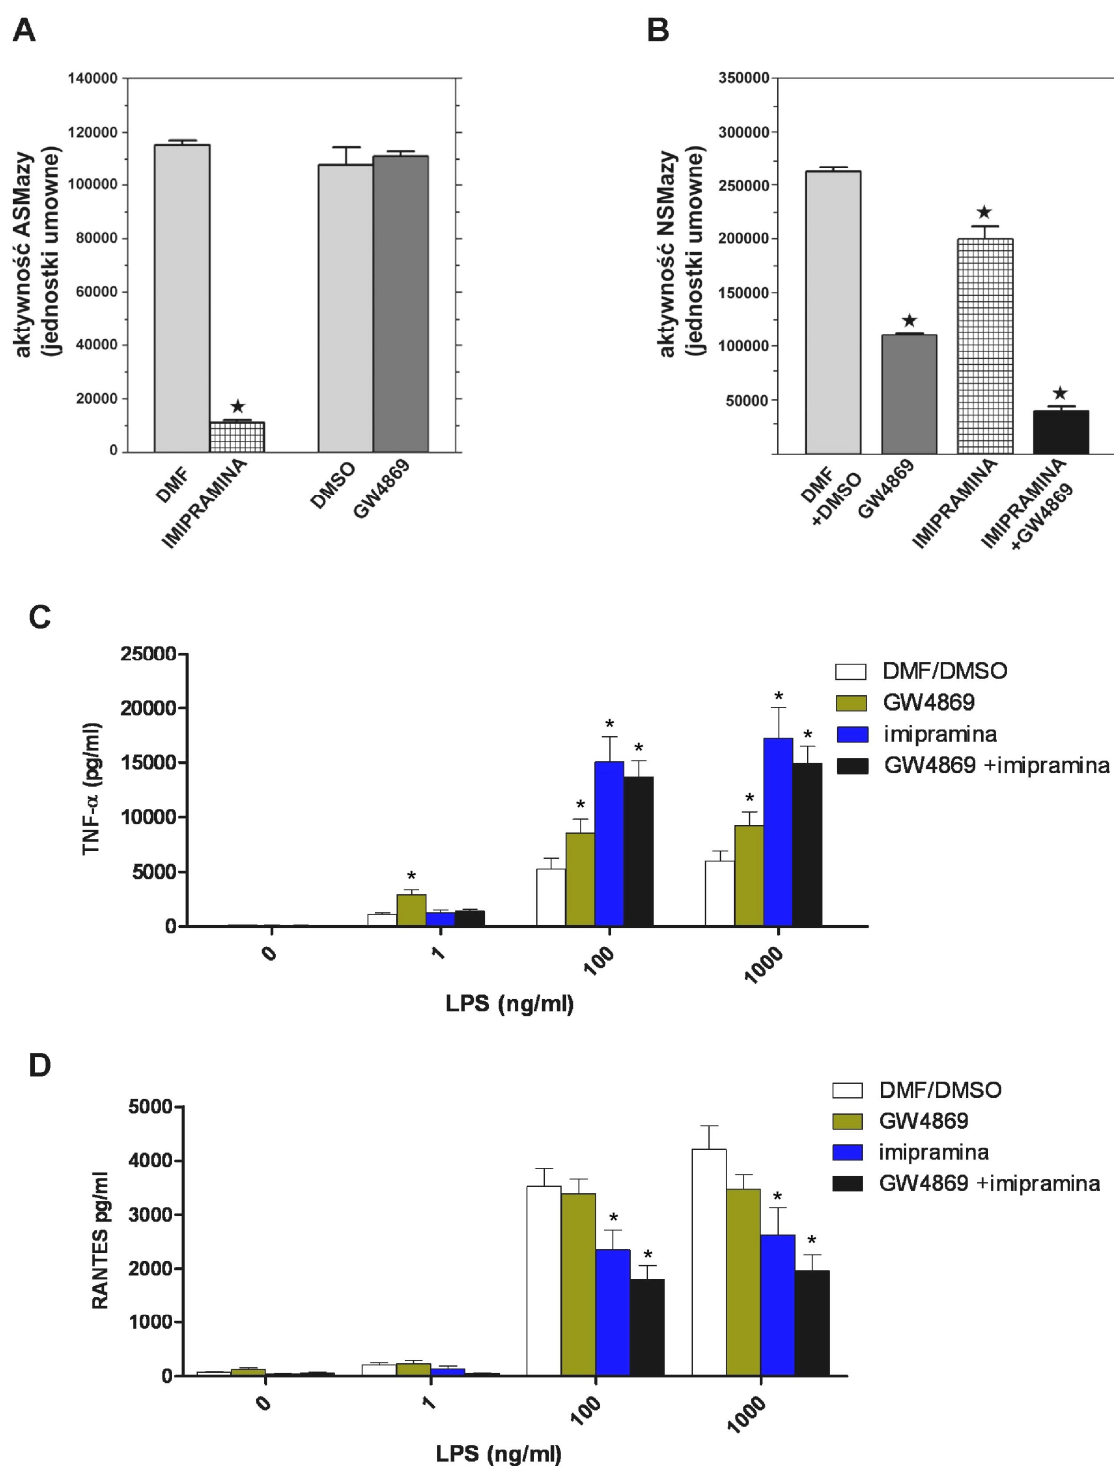 A
aktywność ASMazy
(jednostki umowne)
140000
120000
100000
80000
60000
40000
20000
0
★
DMF
IMIPRAMINA
DMSO
GW4869
B
aktywność NSMazy
(jednostki umowne)
350000
300000
250000
200000
150000
100000
50000
★
★
★
DMF
+DMSO
GW4869
IMIPRAMINA
IMIPRAMINA
+GW4869
C
TNF-α (pg/ml)
25000
20000
15000
10000
5000
0
*
*
*
*
*
*
*
0
1
100
1000
LPS (ng/ml)
DMF/DMSO
GW4869
imipramina
GW4869 +imipramina
D
RANTES pg/ml
5000
4000
3000
2000
1000
0
*
*
*
*
0
1
100
1000
LPS (ng/ml)
DMF/DMSO
GW4869
imipramina
GW4869 +imipramina